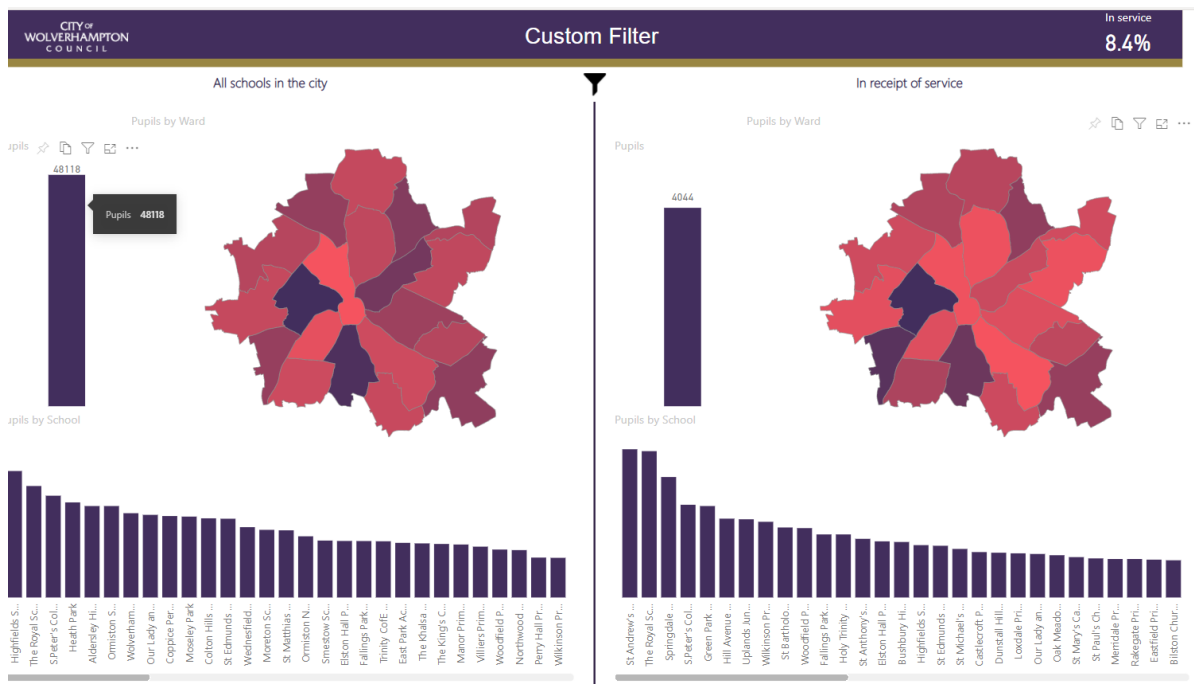 CITY OF
WOLVERHAMPTON
COUNCIL
Custom Filter
In service
8.4%
All schools in the city
In receipt of service
Pupils by Ward
upils
48118
Pupils 48118
Pupils by Ward
Pupils
4044
upils by School
Highfields S...
The Royal Sc...
S.Peter's Col...
Heath Park
Aldersley Hi...
Ormiston S...
Wolverham...
Our Lady an...
Coppice Per...
Moseley Park
Colton Hills ...
St Edmunds ...
Wednesfield...
Moreton Sc...
St Matthias ...
Ormiston N...
Smestow Sc...
Elston Hall P...
Fallings Park...
Trinity CofE ...
East Park Ac...
The Khalsa ...
The King's C...
Manor Prim...
Villiers Prim...
Woodfield P...
Northwood ...
Perry Hall Pr...
Wilkinson Pr...
Pupils by School
St Andrew's ...
The Royal Sc...
Springdale ...
S.Peter's Col...
Green Park ...
Hill Avenue ...
Uplands Jun...
Wilkinson Pr...
St Bartholo...
Woodfield P...
Fallings Park...
Holy Trinity ...
St Anthony's...
Elston Hall P...
Bushbury Hi...
Highfields S...
St Edmunds ...
St Michael's ...
Castlecroft P...
Dunstall Hill...
Loxdale Pri...
Our Lady an...
Oak Meado...
St Mary's Ca...
St Paul's Ch...
Merridale Pr...
Rakegate Pri...
Eastfield Pri...
Bilston Chur...